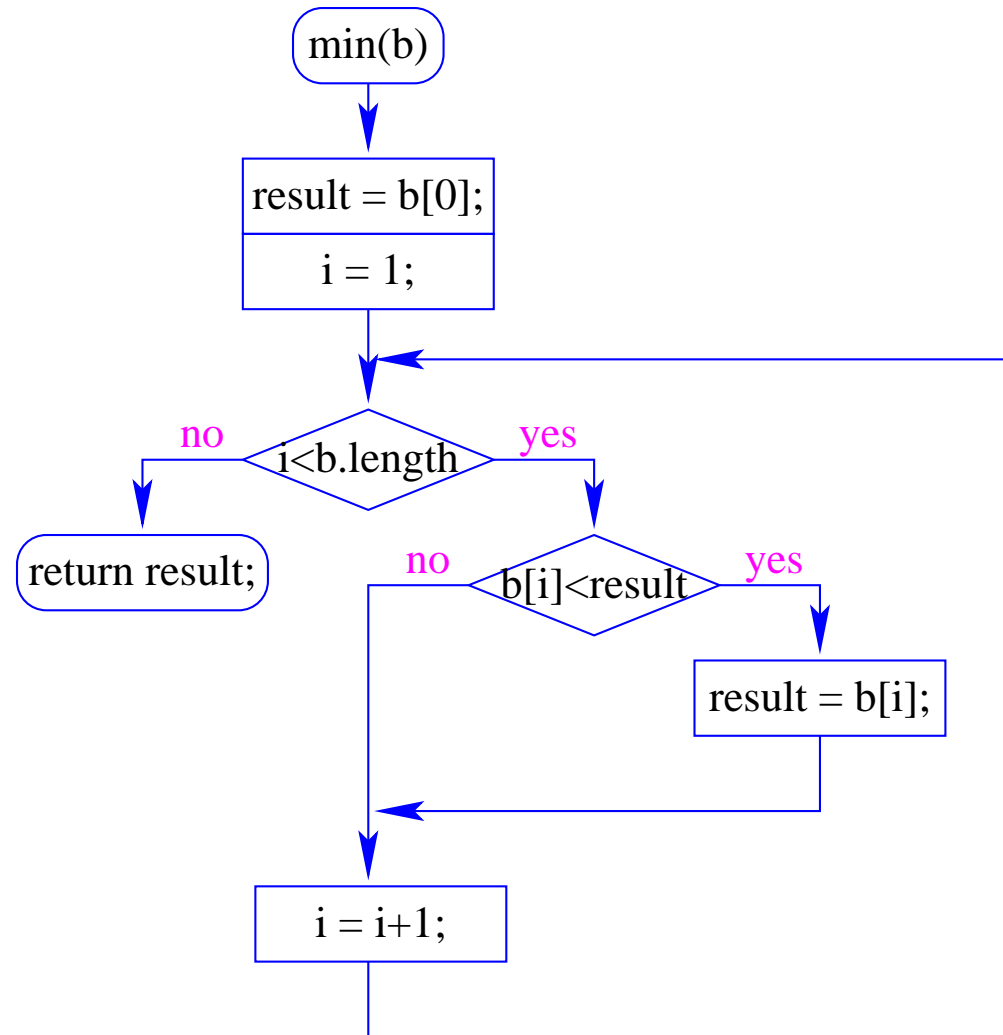 min(b)
result = b[0];
i = 1;
no
yes
i<b.length
return result;
no
yes
b[i]<result
result = b[i];
i = i+1;